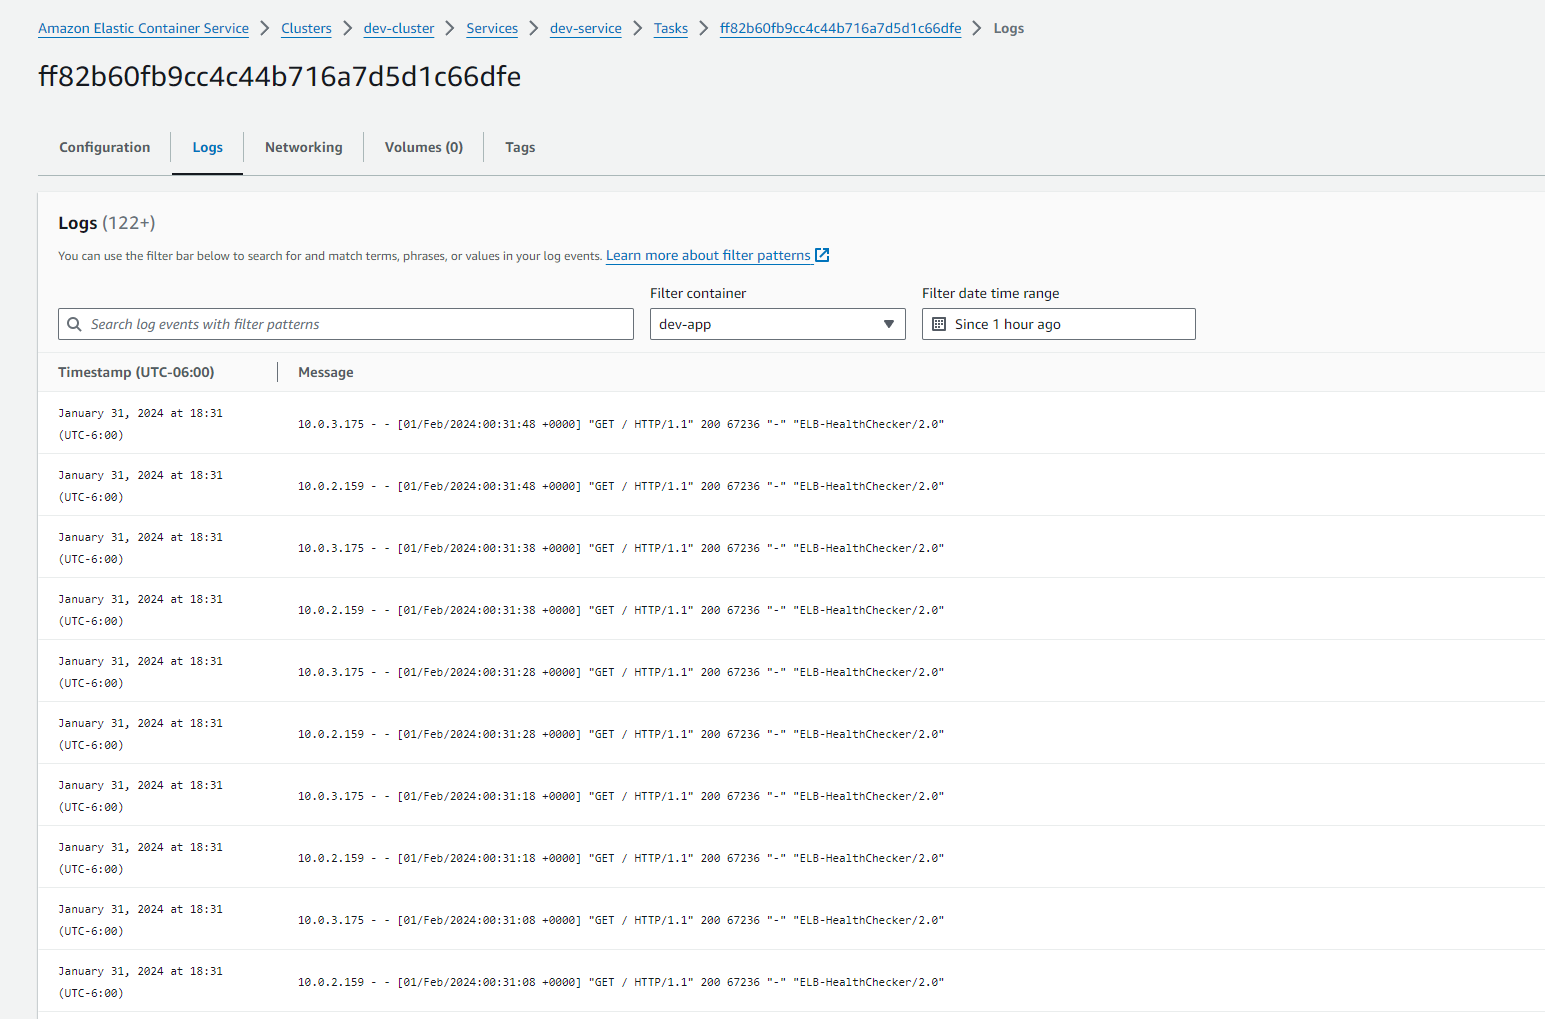 Amazon Elastic Container Service > Clusters > dev-cluster > Services > dev-service > Tasks > ff82b60fb9cc4c44b716a7d5d1c66dfe > Logs
ff82b60fb9cc4c44b716a7d5d1c66dfe
Configuration Logs Networking Volumes (0) Tags
Logs (122+)
You can use the filter bar below to search for and match terms, phrases, or values in your log events. Learn more about filter patterns
Filter container Filter date time range
Search log events with filter patterns dev-app Since 1 hour ago
Timestamp (UTC-06:00) Message
January 31, 2024 at 18:31
(UTC-6:00)
10.0.3.175 - - [01/Feb/2024:00:31:48 +0000] "GET / HTTP/1.1" 200 67236 "-" "ELB-HealthChecker/2.0"
January 31, 2024 at 18:31
(UTC-6:00)
10.0.2.159 - - [01/Feb/2024:00:31:48 +0000] "GET / HTTP/1.1" 200 67236 "-" "ELB-HealthChecker/2.0"
January 31, 2024 at 18:31
(UTC-6:00)
10.0.3.175 - - [01/Feb/2024:00:31:38 +0000] "GET / HTTP/1.1" 200 67236 "-" "ELB-HealthChecker/2.0"
January 31, 2024 at 18:31
(UTC-6:00)
10.0.2.159 - - [01/Feb/2024:00:31:38 +0000] "GET / HTTP/1.1" 200 67236 "-" "ELB-HealthChecker/2.0"
January 31, 2024 at 18:31
(UTC-6:00)
10.0.3.175 - - [01/Feb/2024:00:31:28 +0000] "GET / HTTP/1.1" 200 67236 "-" "ELB-HealthChecker/2.0"
January 31, 2024 at 18:31
(UTC-6:00)
10.0.2.159 - - [01/Feb/2024:00:31:28 +0000] "GET / HTTP/1.1" 200 67236 "-" "ELB-HealthChecker/2.0"
January 31, 2024 at 18:31
(UTC-6:00)
10.0.3.175 - - [01/Feb/2024:00:31:18 +0000] "GET / HTTP/1.1" 200 67236 "-" "ELB-HealthChecker/2.0"
January 31, 2024 at 18:31
(UTC-6:00)
10.0.2.159 - - [01/Feb/2024:00:31:18 +0000] "GET / HTTP/1.1" 200 67236 "-" "ELB-HealthChecker/2.0"
January 31, 2024 at 18:31
(UTC-6:00)
10.0.3.175 - - [01/Feb/2024:00:31:08 +0000] "GET / HTTP/1.1" 200 67236 "-" "ELB-HealthChecker/2.0"
January 31, 2024 at 18:31
(UTC-6:00)
10.0.2.159 - - [01/Feb/2024:00:31:08 +0000] "GET / HTTP/1.1" 200 67236 "-" "ELB-HealthChecker/2.0"